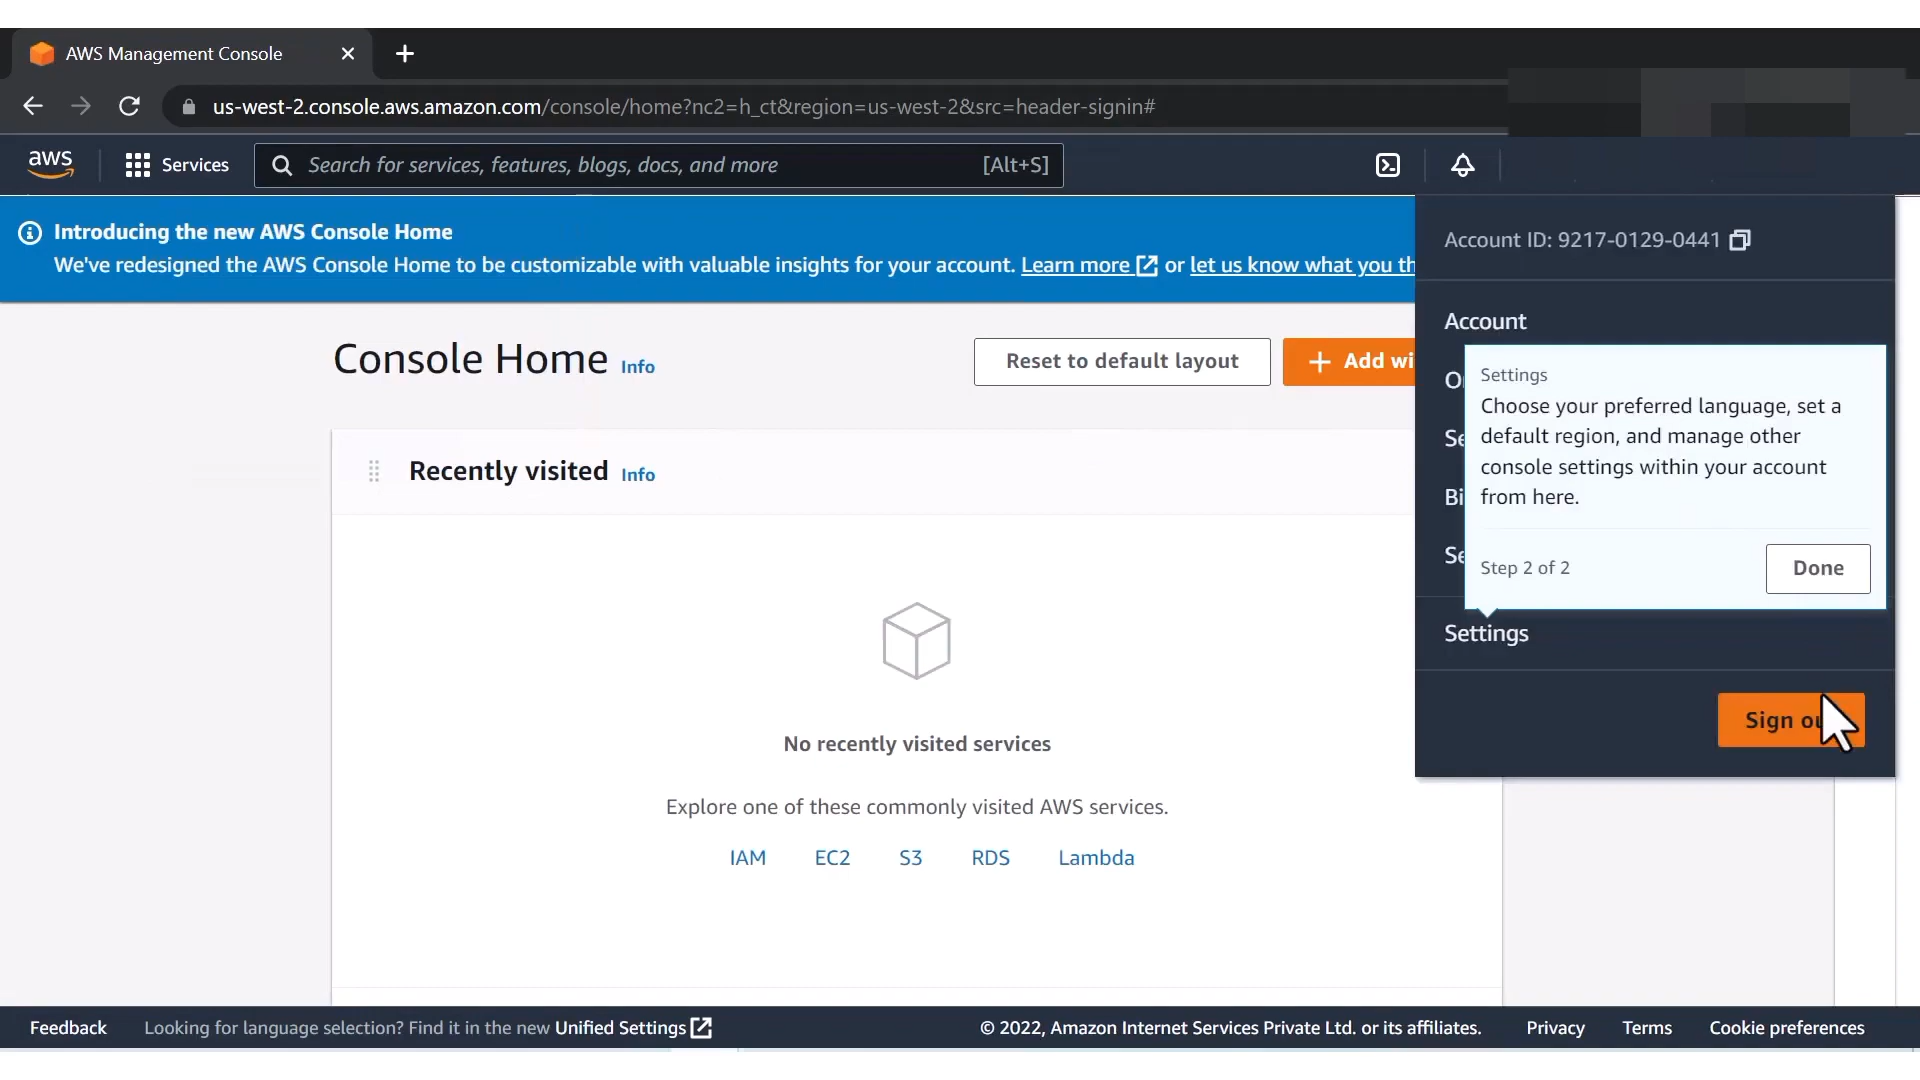 AWS Management Console
us-west-2.console.aws.amazon.com/console/home?nc2=h_ct&region=us-west-2&src=header-signin#
aws
Services
Search for services, features, blogs, docs, and more [Alt+S]
Introducing the new AWS Console Home
We've redesigned the AWS Console Home to be customizable with valuable insights for your account. Learn more or let us know what you th
Account ID: 9217-0129-0441
Account
Console Home Info
Reset to default layout
+ Add wi
Settings
Choose your preferred language, set a
default region, and manage other
console settings within your account
from here.
Step 2 of 2
Done
Settings
Sign ou
Recently visited Info
No recently visited services
Explore one of these commonly visited AWS services.
IAM EC2 S3 RDS Lambda
Feedback Looking for language selection? Find it in the new Unified Settings
© 2022, Amazon Internet Services Private Ltd. or its affiliates. Privacy Terms Cookie preferences